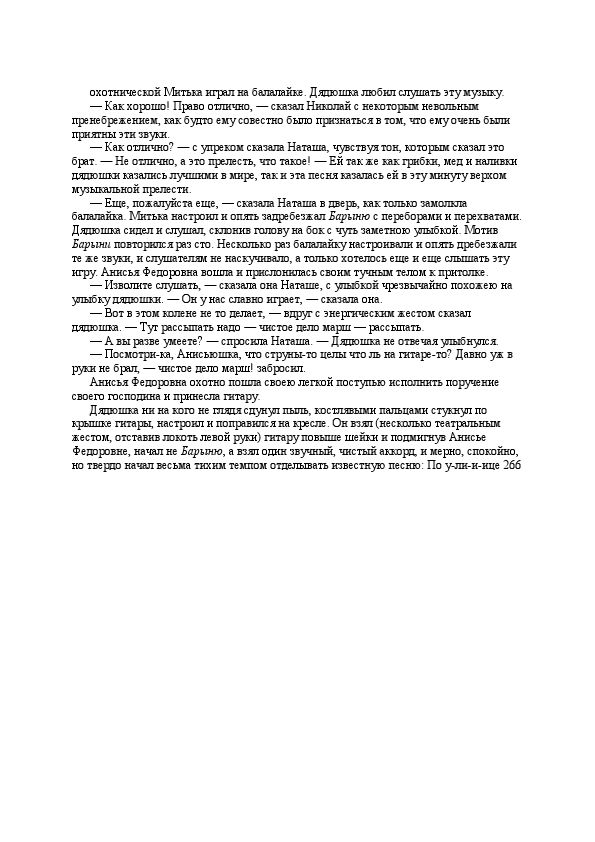 охотнической Митька играл на балалайке. Дядюшка любил слушать эту музыку.
— Как хорошо! Право отлично, — сказал Николай с некоторым невольным
пренебрежением, как будто ему совестно было признаться в том, что ему очень были
приятны эти звуки.
— Как отлично? — с упреком сказала Наташа, чувствуя тон, которым сказал это
брат. — Не отлично, а это прелесть, что такое! — Ей так же как грибки, мед и наливки
дядюшки казались лучшими в мире, так и эта песня казалась ей в эту минуту верхом
музыкальной прелести.
— Еще, пожалуйста еще, — сказала Наташа в дверь, как только замолкла
балалайка. Митька настроил и опять задребезжал Барыню с переборами и перехватами.
Дядюшка сидел и слушал, склонив голову на бок с чуть заметною улыбкой. Мотив
Барыни повторился раз сто. Несколько раз балалайку настроивали и опять дребезжали
те же звуки, и слушателям не наскучивало, а только хотелось еще и еще слышать эту
игру. Анисья Федоровна вошла и прислонилась своим тучным телом к притолке.
— Изволите слушать, — сказала она Наташе, с улыбкой чрезвычайно похожею на
улыбку дядюшки. — Он у нас славно играет, — сказала она.
— Вот в этом колене не то делает, — вдруг с энергическим жестом сказал
дядюшка. — Тут рассыпать надо — чистое дело марш — рассыпать.
— А вы разве умеете? — спросила Наташа. — Дядюшка не отвечая улыбнулся.
— Посмотри-ка, Анисьюшка, что струны-то целы что ль на гитаре-то? Давно уж в
руки не брал, — чистое дело марш! забросил.
Анисья Федоровна охотно пошла своею легкой поступью исполнить поручение
своего господина и принесла гитару.
Дядюшка ни на кого не глядя сдунул пыль, костлявыми пальцами стукнул по
крышке гитары, настроил и поправился на кресле. Он взял (несколько театральным
жестом, отставив локоть левой руки) гитару повыше шейки и подмигнув Анисье
Федоровне, начал не Барыню, а взял один звучный, чистый аккорд, и мерно, спокойно,
но твердо начал весьма тихим темпом отделывать известную песню: По у-ли-и-ице 266